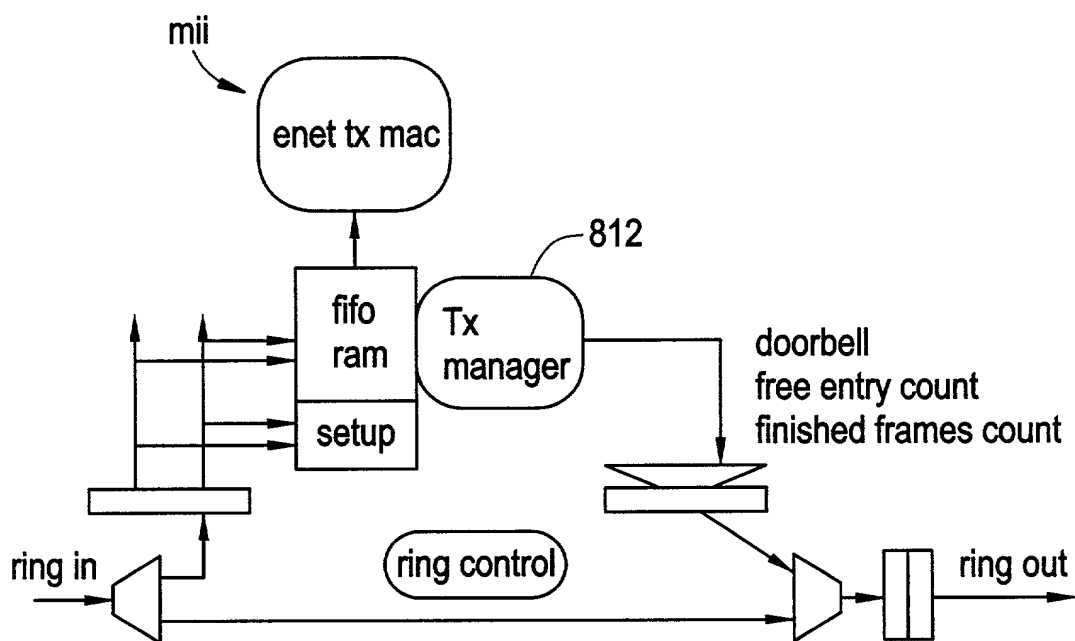 mii
enet tx mac
812
fifo
ram
Tx
manager
setup
doorbell
free entry count
finished frames count
ring in
ring control
ring out